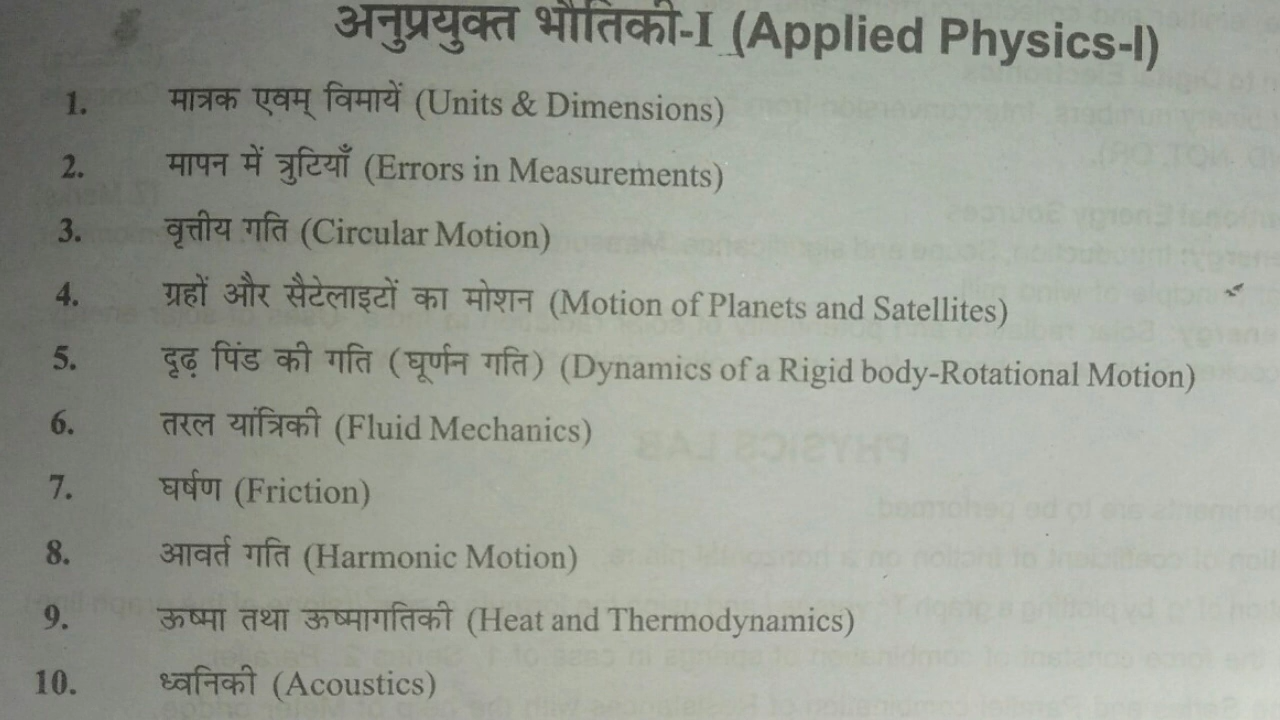 अनुप्रयुक्त भौतिकी-I (Applied Physics-I)
1. मात्रक एवम् विमायें (Units & Dimensions)
2. मापन में त्रुटियाँ (Errors in Measurements)
3. वृत्तीय गति (Circular Motion)
4. ग्रहों और सैटेलाइटों का मोशन (Motion of Planets and Satellites)
5. दृढ़ पिंड की गति (घूर्णन गति) (Dynamics of a Rigid body-Rotational Motion)
6. तरल यांत्रिकी (Fluid Mechanics)
7. घर्षण (Friction)
8. आवर्त गति (Harmonic Motion)
9. ऊष्मा तथा ऊष्मागतिकी (Heat and Thermodynamics)
10. ध्वनिकी (Acoustics)